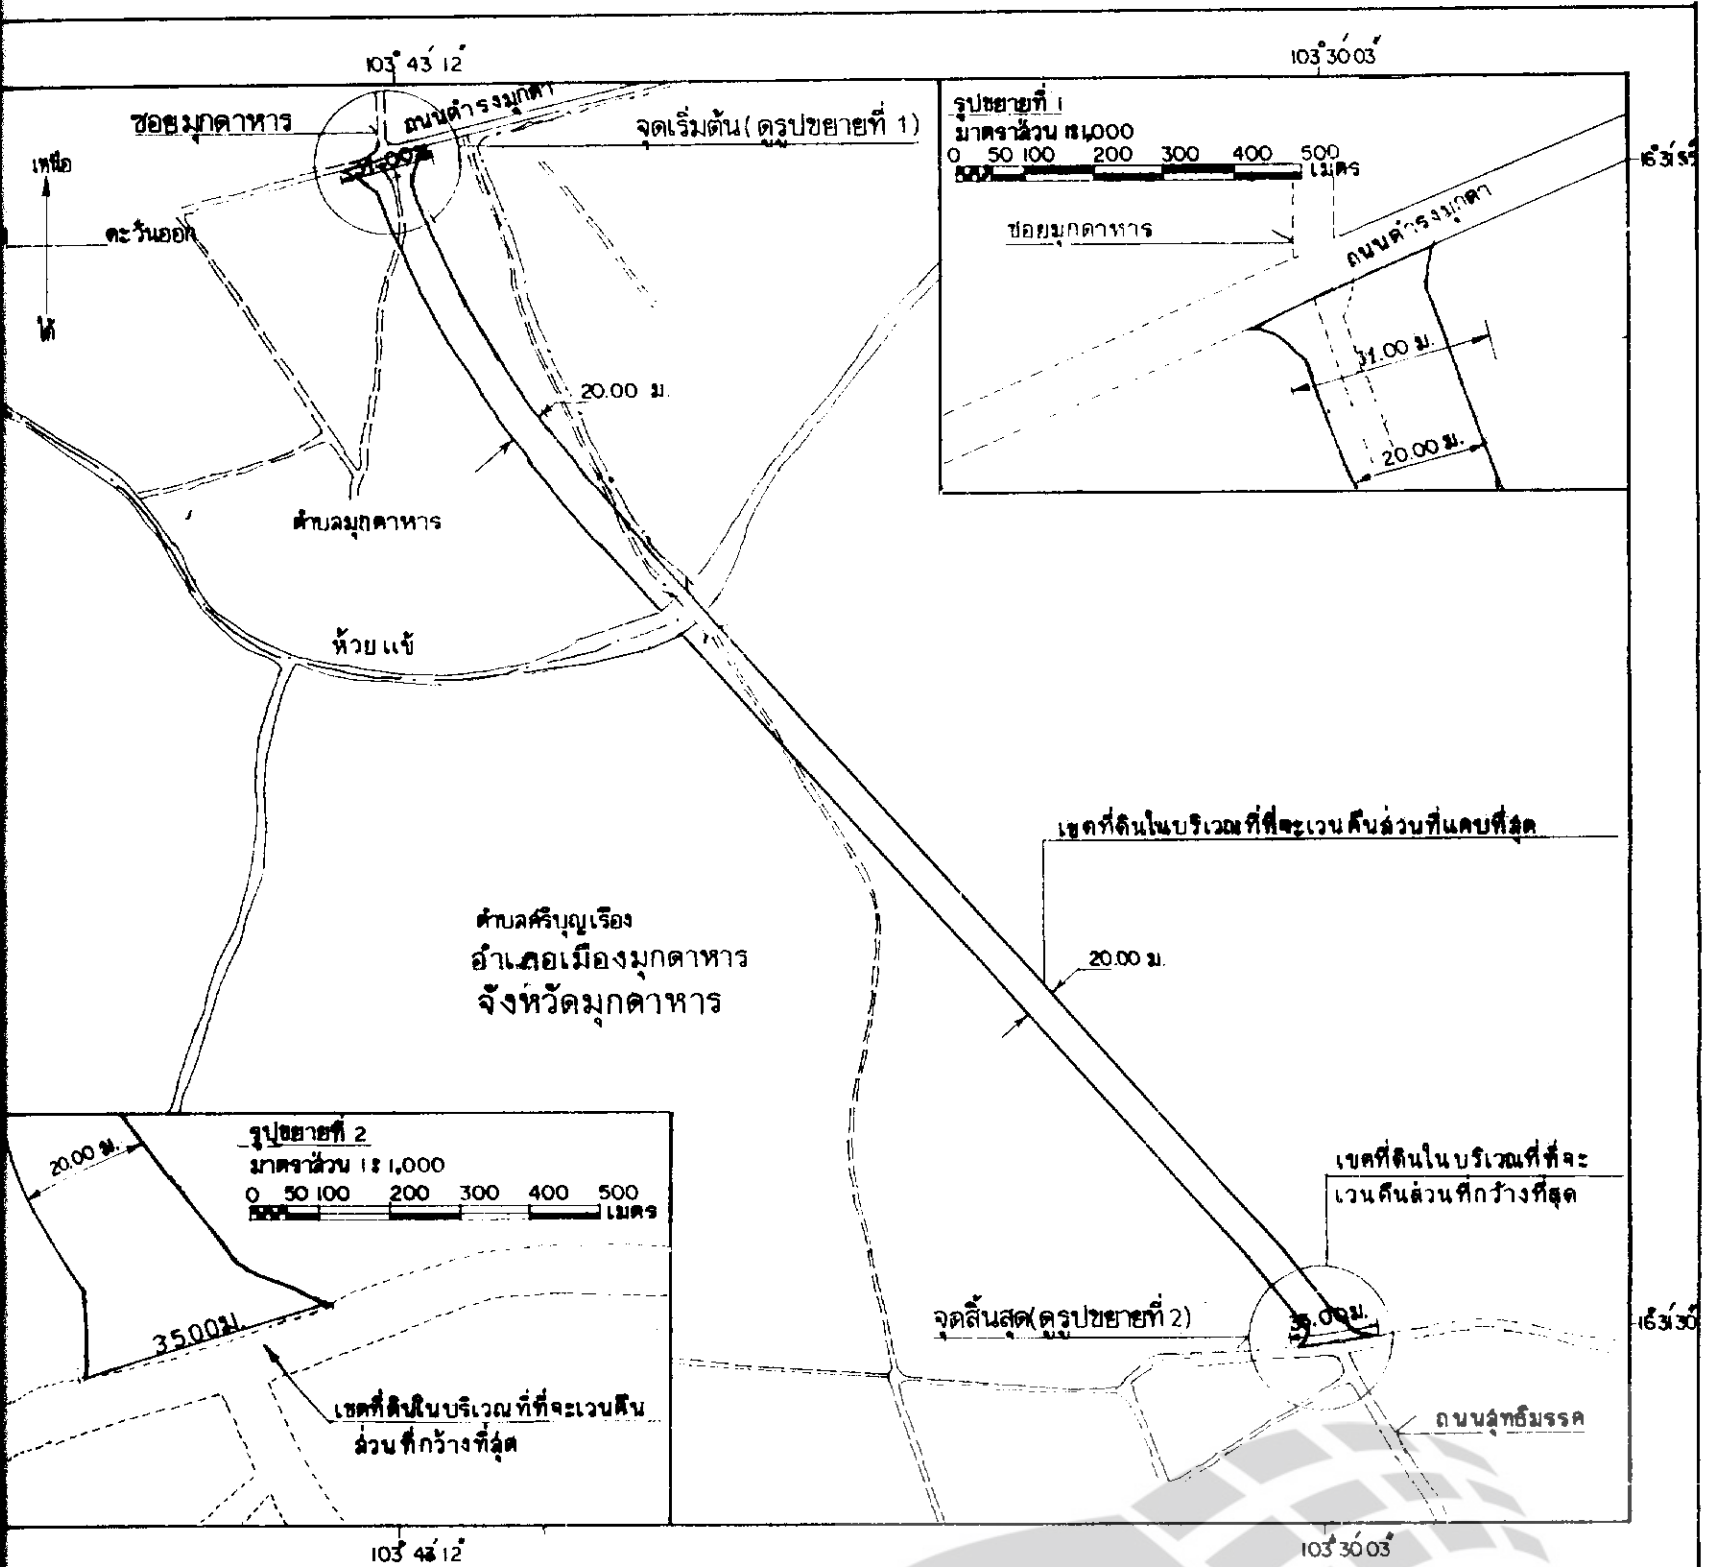 103° 43′ 12″
103° 30′ 03″
ซอยมุกดาหาร
ถนนดำรงมุกดา
จุดเริ่มต้น (ดูรูปขยายที่ 1)
31.00 ม.
เหนือ
ตะวันออก
ใต้
รูปขยายที่ 1
มาตราส่วน 1:1,000
0 50 100 200 300 400 500
เมตร
ซอยมุกดาหาร
ถนนดำรงมุกดา
31.00 ม.
20.00 ม.
20.00 ม.
ตำบลมุกดาหาร
ห้วยแข้
เขตที่ดินในบริเวณที่ที่จะเวนคืนส่วนที่แคบที่สุด
20.00 ม.
ตำบลศรีบุญเรือง
อำเภอเมืองมุกดาหาร
จังหวัดมุกดาหาร
รูปขยายที่ 2
มาตราส่วน 1: 1,000
0 50 100 200 300 400 500
เมตร
20.00 ม.
35.00 ม.
เขตที่ดินในบริเวณที่ที่จะเวนคืน
ส่วนที่กว้างที่สุด
เขตที่ดินในบริเวณที่ที่จะ
เวนคืนส่วนที่กว้างที่สุด
จุดสิ้นสุด(ดูรูปขยายที่ 2)
35.00 ม.
16°31′30″
ถนนสุทธิมรรค
103° 43′ 12″
103° 30′ 03″